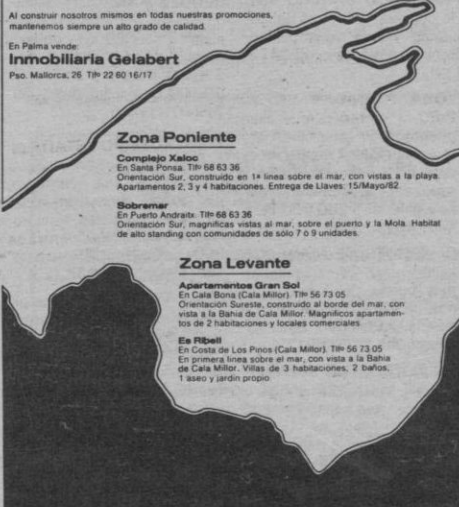 Al construir nosotros mismos en todas nuestras promociones,
mantenemos siempre un alto grado de calidad.
En Palma vende:
Inmobiliaria Gelabert
Pso. Mallorca, 26 Tlfº 22 60 16/17
Zona Poniente
Complejo Xaloc
En Santa Ponsa. Tlfº 68 63 36
Orientación Sur, construido en 1ª línea sobre el mar, con vistas a la playa.
Apartamentos 2, 3 y 4 habitaciones. Entrega de Llaves: 15/Mayo/82.
Sobremar
En Puerto Andraitx. Tlfº 68 63 36
Orientación Sur, magníficas vistas al mar, sobre el puerto y la Mola. Habitat
de alto standing con comunidades de sólo 7 o 9 unidades.
Zona Levante
Apartamentos Gran Sol
En Cala Bona (Cala Millor). Tlfº 56 73 05
Orientación Sureste, construido al borde del mar, con
vista a la Bahía de Cala Millor. Magníficos apartamen-
tos de 2 habitaciones y locales comerciales.
Es Ribell
En Costa de Los Pinos (Cala Millor). Tlfº 56 73 05
En primera línea sobre el mar, con vista a la Bahía
de Cala Millor. Villas de 3 habitaciones, 2 baños,
1 aseo y jardín propio.